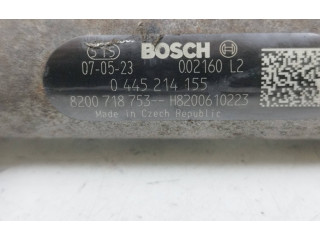 BOSCH
07-05-23 002160 L2
0 445 214 155
8200 718 753-- H8200610223
Made in Czech Republic